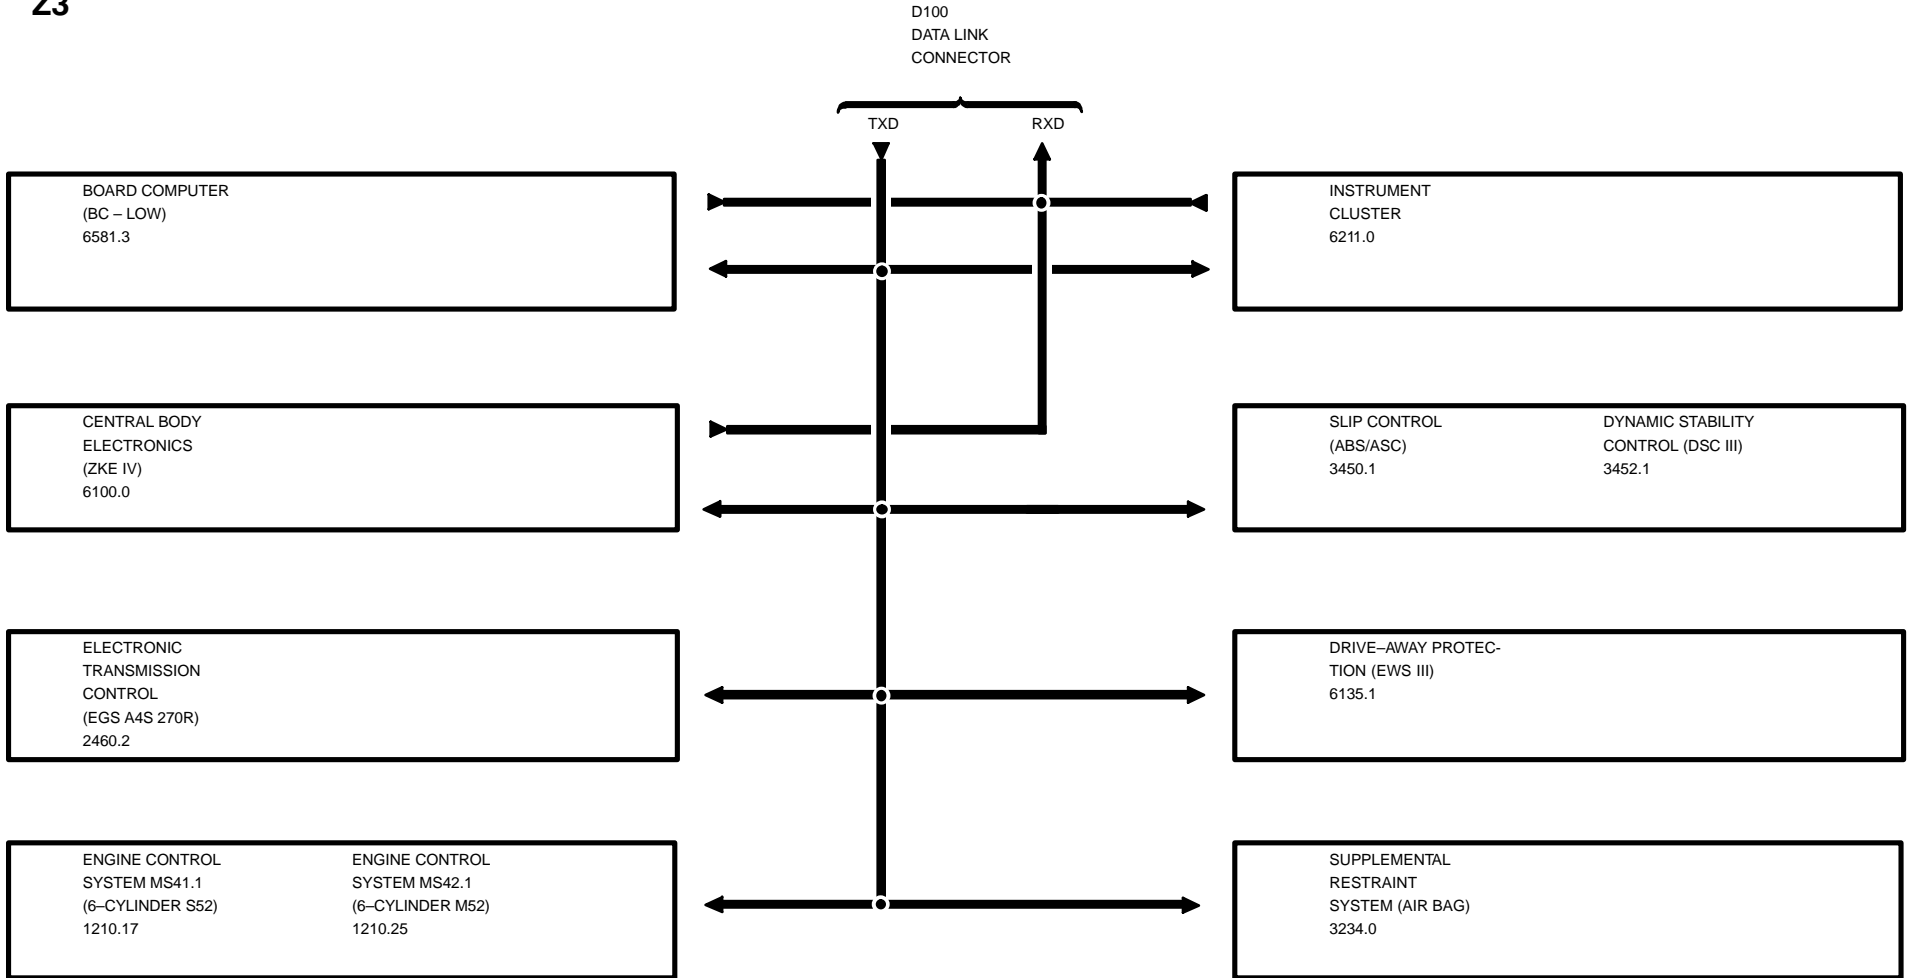 Z3
D100
DATA LINK
CONNECTOR
TXD
RXD
BOARD COMPUTER
(BC – LOW)
6581.3
INSTRUMENT
CLUSTER
6211.0
CENTRAL BODY
ELECTRONICS
(ZKE IV)
6100.0
SLIP CONTROL
(ABS/ASC)
3450.1
DYNAMIC STABILITY
CONTROL (DSC III)
3452.1
ELECTRONIC
TRANSMISSION
CONTROL
(EGS A4S 270R)
2460.2
DRIVE–AWAY PROTEC-
TION (EWS III)
6135.1
ENGINE CONTROL
SYSTEM MS41.1
(6–CYLINDER S52)
1210.17
ENGINE CONTROL
SYSTEM MS42.1
(6–CYLINDER M52)
1210.25
SUPPLEMENTAL
RESTRAINT
SYSTEM (AIR BAG)
3234.0